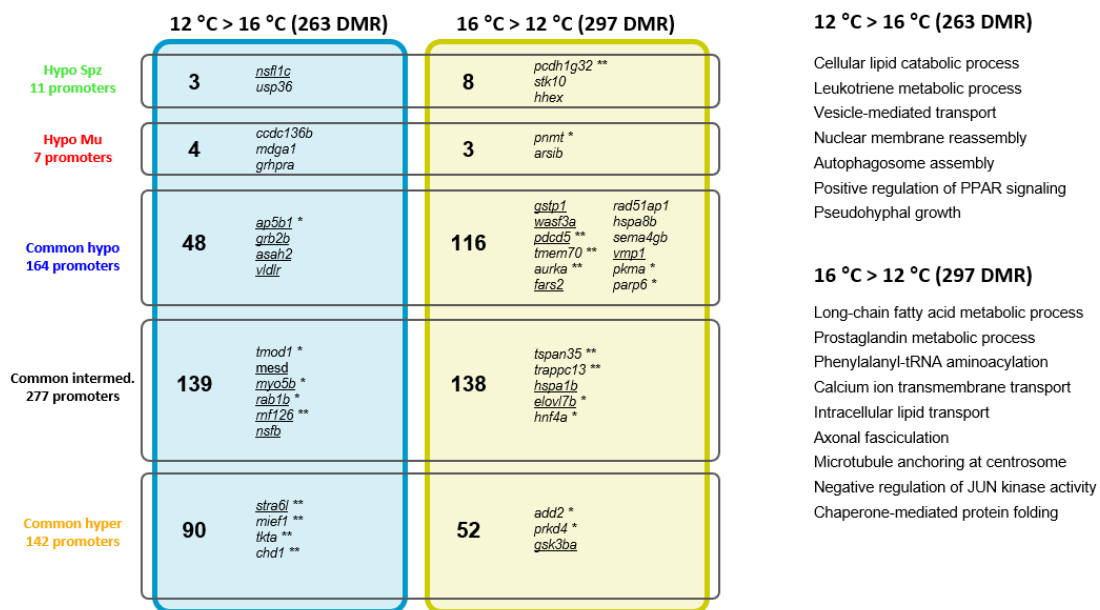 12 °C > 16 °C (263 DMR)
16 °C > 12 °C (297 DMR)
Hypo Spz
11 promoters
3
nsfl1c
usp36
8
pcdh1g32 **
stk10
hhex
Hypo Mu
7 promoters
4
ccdc136b
mdga1
grhpra
3
pnmt *
arsib
Common hypo
164 promoters
48
ap5b1 *
grb2b
asah2
vldlr
116
gstp1
wasf3a
pdcd5 **
tmem70 **
aurka **
fars2
rad51ap1
hspa8b
sema4gb
vmp1
pkma *
parp6 *
Common intermed.
277 promoters
139
tmod1 *
mesd
myo5b *
rab1b *
rnf126 **
nsfb
138
tspan35 **
trappc13 **
hspa1b
elovl7b *
hnf4a *
Common hyper
142 promoters
90
stra6l **
mief1 **
tkta **
chd1 **
52
add2 *
prkd4 *
gsk3ba
12 °C > 16 °C (263 DMR)
Cellular lipid catabolic process
Leukotriene metabolic process
Vesicle-mediated transport
Nuclear membrane reassembly
Autophagosome assembly
Positive regulation of PPAR signaling
Pseudohyphal growth
16 °C > 12 °C (297 DMR)
Long-chain fatty acid metabolic process
Prostaglandin metabolic process
Phenylalanyl-tRNA aminoacylation
Calcium ion transmembrane transport
Intracellular lipid transport
Axonal fasciculation
Microtubule anchoring at centrosome
Negative regulation of JUN kinase activity
Chaperone-mediated protein folding